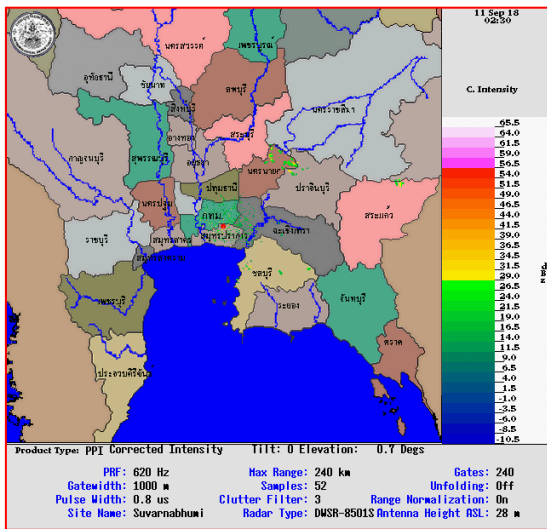 11 Sep 18
02:30
C. Intensity
นครสวรรค์
เพชรบูรณ์
อุทัยธานี
ชัยนาท
ลพบุรี
สิงห์บุรี
นครราชสีมา
อ่างทอง
สระบุรี
สุพรรณบุรี
กาญจนบุรี
อยุธยา
นครนายก
ปราจีนบุรี
ปทุมธานี
สระแก้ว
นครปฐม
กทม.
ฉะเชิงเทรา
ราชบุรี
สมุทรสาคร
สมุทรปราการ
สมุทรสงคราม
ชลบุรี
เพชรบุรี
ระยอง
จันทบุรี
ตราด
ประจวบคีรีขันธ์
65.5
64.0
61.5
59.0
56.5
54.0
51.5
49.0
46.5
44.0
41.5
39.0
36.5
34.0
31.5
29.0
26.5
24.0
21.5
19.0
16.5
14.0
11.5
9.0
6.5
4.0
1.5
-1.0
-3.5
-6.0
-8.5
-10.5
Product Type: PPI Corrected Intensity Tilt: 0 Elevation: 0.7 Degs
PRF: 620 Hz Max Range: 240 km Gates: 240
Gatewidth: 1000 m Samples: 52 Unfolding: Off
Pulse Width: 0.8 us Clutter Filter: 3 Range Normalization: On
Site Name: Suvarnabhumi Radar Type: DWSR-8501S Antenna Height ASL: 28 m